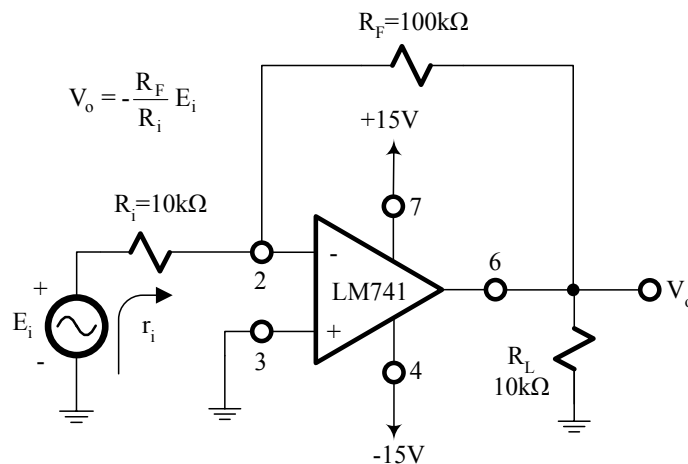 R_F=100kΩ
V_o = -R_F/R_i E_i
+15V
R_i=10kΩ
7
2
-
6
LM741
V_o
+
E_i
-
r_i
3
+
4
R_L
10kΩ
-15V